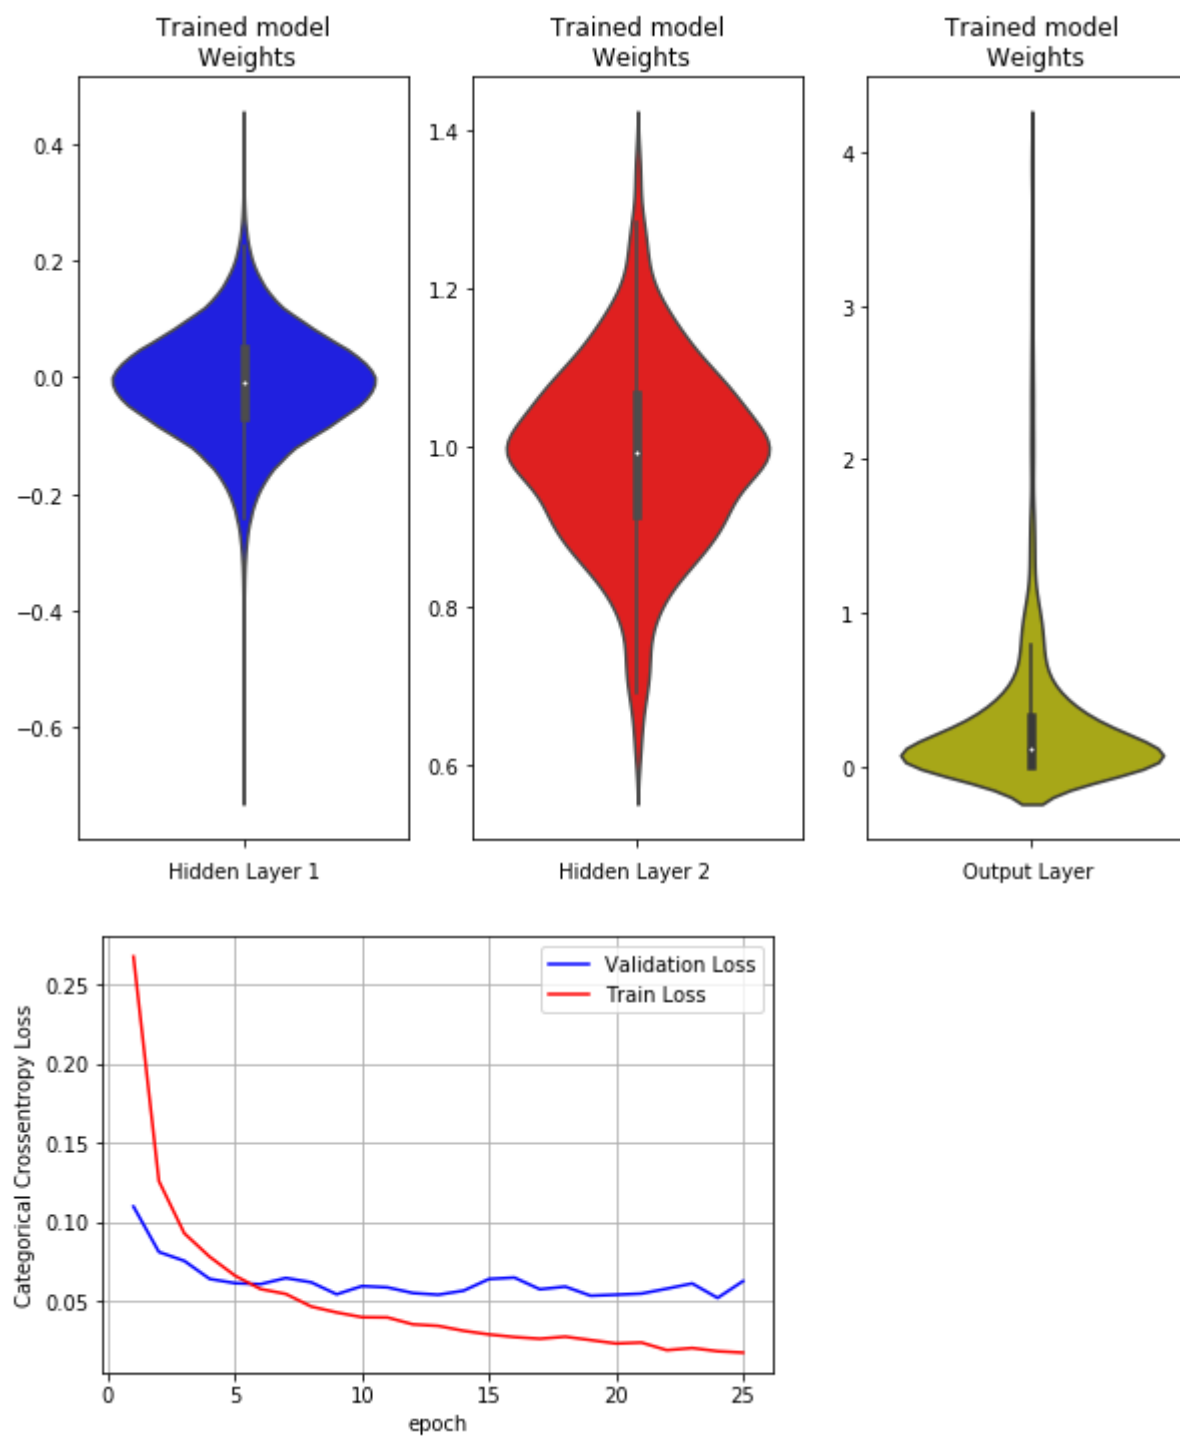 Trained model
Weights
Trained model
Weights
Trained model
Weights
0.4
0.2
0.0
−0.2
−0.4
−0.6
Hidden Layer 1
1.4
1.2
1.0
0.8
0.6
Hidden Layer 2
4
3
2
1
0
Output Layer
Categorical Crossentropy Loss
0.25
0.20
0.15
0.10
0.05
Validation Loss
Train Loss
0 5 10 15 20 25
epoch